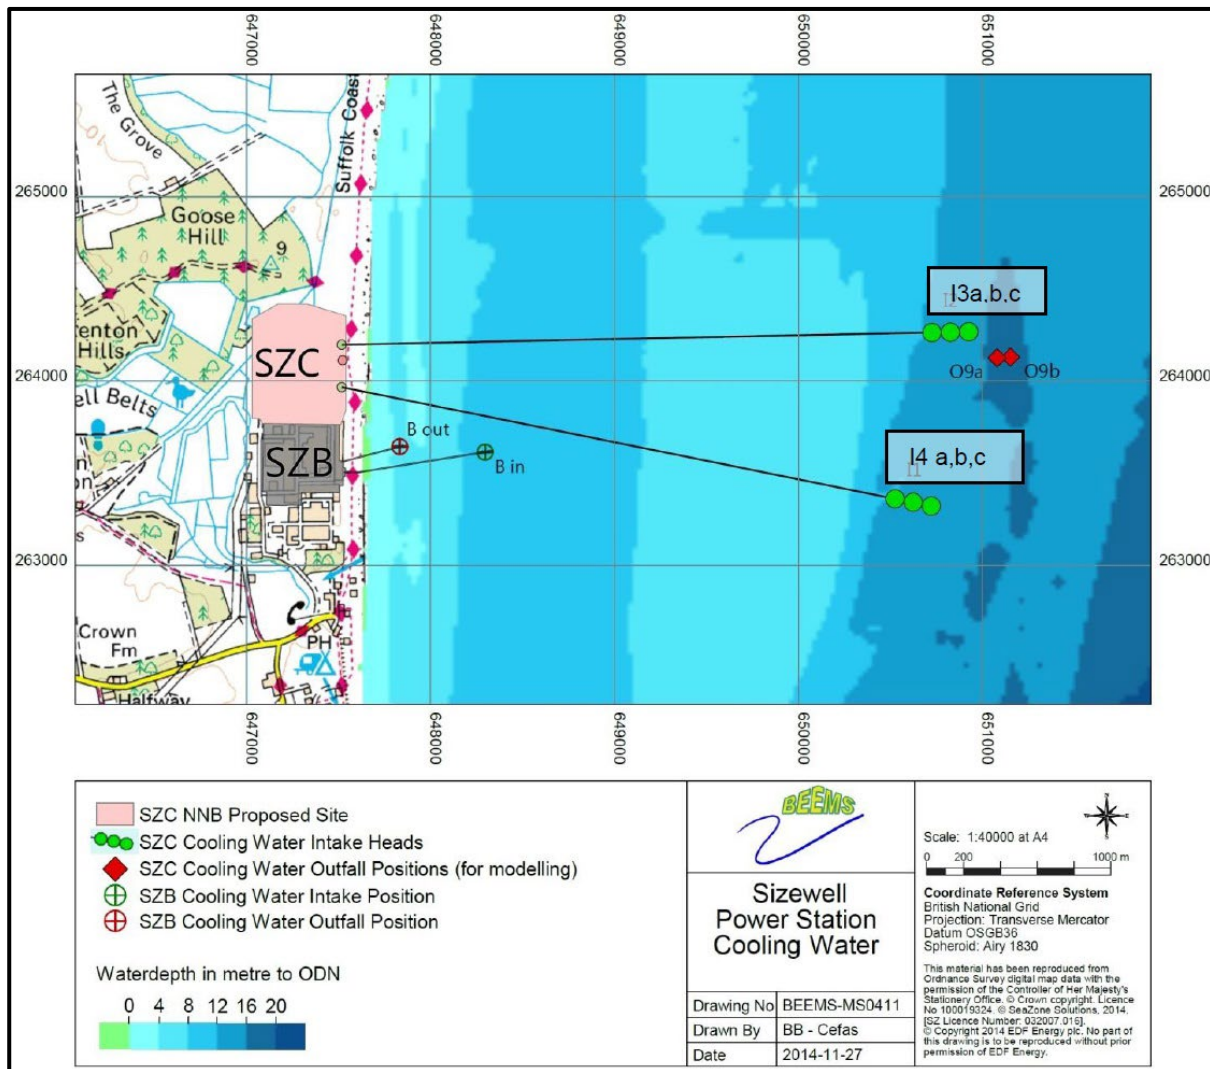 647000
648000
649000
650000
651000
The Grove
Suffolk Coas
265000
265000
Goose
Hill
9
I3a,b,c
I2
enton
Hills
SZC
264000
264000
O9a
O9b
ell Belts
B out
SZB
B in
I4 a,b,c
I1
n
on
s
263000
263000
Crown
Fm
PH
Halfway
647000
648000
649000
650000
651000
SZC NNB Proposed Site
SZC Cooling Water Intake Heads
SZC Cooling Water Outfall Positions (for modelling)
SZB Cooling Water Intake Position
SZB Cooling Water Outfall Position
Waterdepth in metre to ODN
0 4 8 12 16 20
BEEMS
Sizewell
Power Station
Cooling Water
Drawing No BEEMS-MS0411
Drawn By BB - Cefas
Date 2014-11-27
Scale: 1:40000 at A4
0 200 1000 m
Coordinate Reference System
British National Grid
Projection: Transverse Mercator
Datum OSGB36
Spheroid: Airy 1830
This material has been reproduced from
Ordnance Survey digital map data with the
permission of the Controller of Her Majesty's
Stationery Office. © Crown copyright. Licence
No 100019324. © SeaZone Solutions, 2014.
[SZ Licence Number: 032007.016].
© Copyright 2014 EDF Energy plc. No part of
this drawing is to be reproduced without prior
permission of EDF Energy.